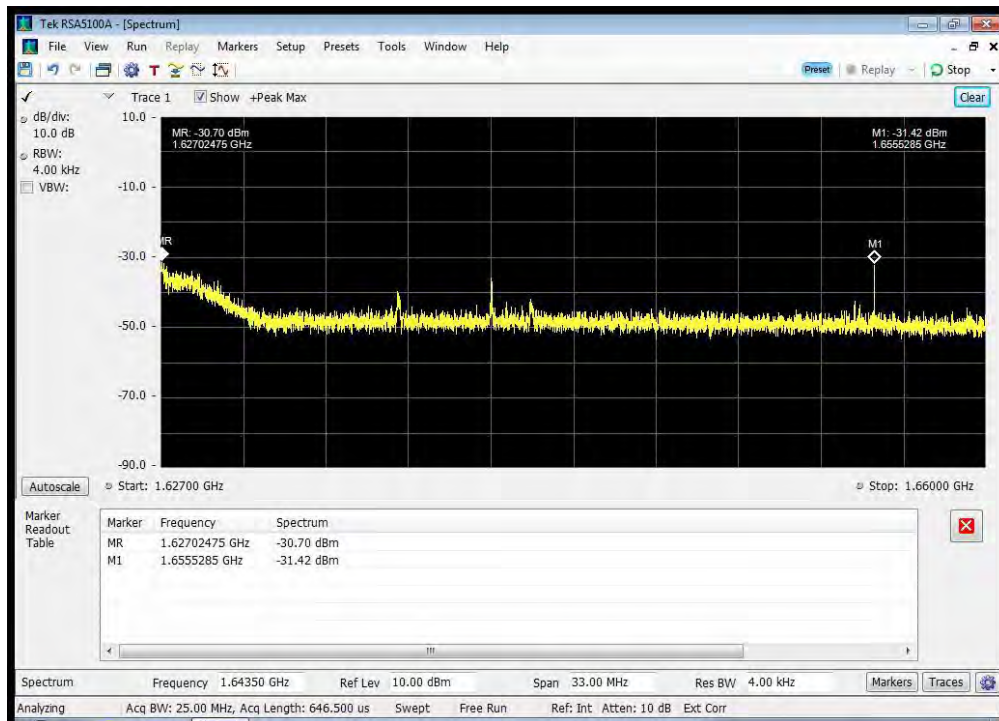 Tek RSA5100A - [Spectrum]
File View Run Replay Markers Setup Presets Tools Window Help
Preset Replay Stop
Trace 1 Show +Peak Max Clear
dB/div:
10.0 dB
RBW:
4.00 kHz
VBW:
10.0
-10.0
-30.0
-50.0
-70.0
-90.0
MR: -30.70 dBm
1.62702475 GHz
M1: -31.42 dBm
1.6555285 GHz
MR
M1
Autoscale Start: 1.62700 GHz Stop: 1.66000 GHz
Marker
Readout
Table
Marker Frequency Spectrum
MR 1.62702475 GHz -30.70 dBm
M1 1.6555285 GHz -31.42 dBm
Spectrum Frequency 1.64350 GHz Ref Lev 10.00 dBm Span 33.00 MHz Res BW 4.00 kHz Markers Traces
Analyzing Acq BW: 25.00 MHz, Acq Length: 646.500 us Swept Free Run Ref: Int Atten: 10 dB Ext Corr